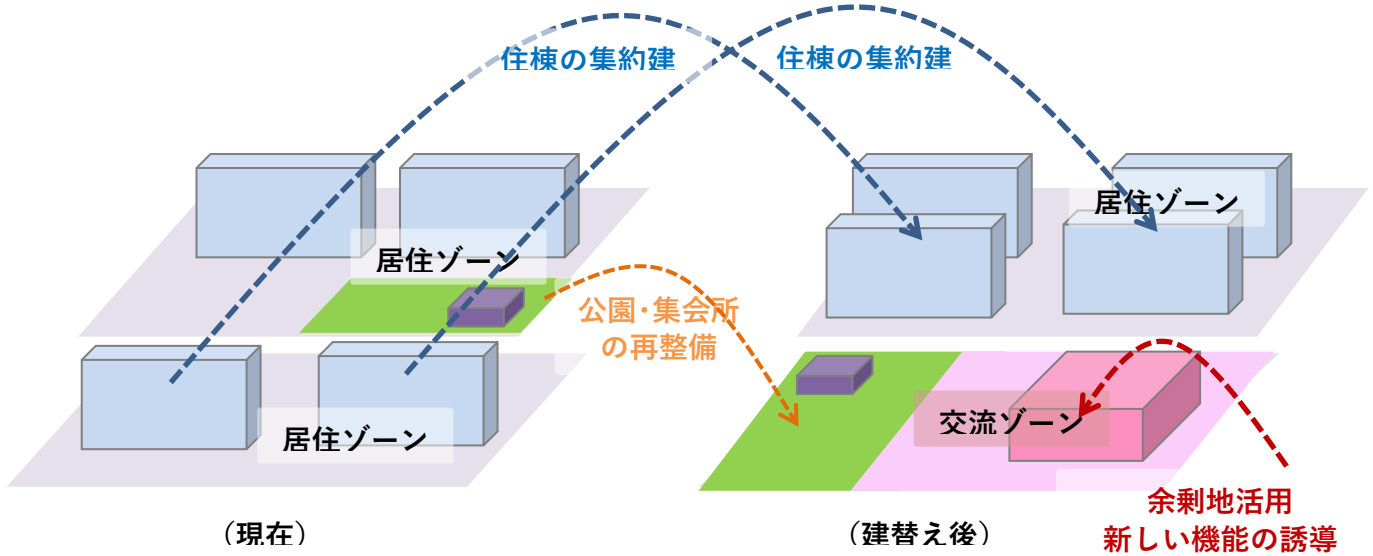 住棟の集約建
住棟の集約建
居住ゾーン
居住ゾーン
公園・集会所
の再整備
居住ゾーン
交流ゾーン
余剰地活用
新しい機能の誘導
(現在)
(建替え後)